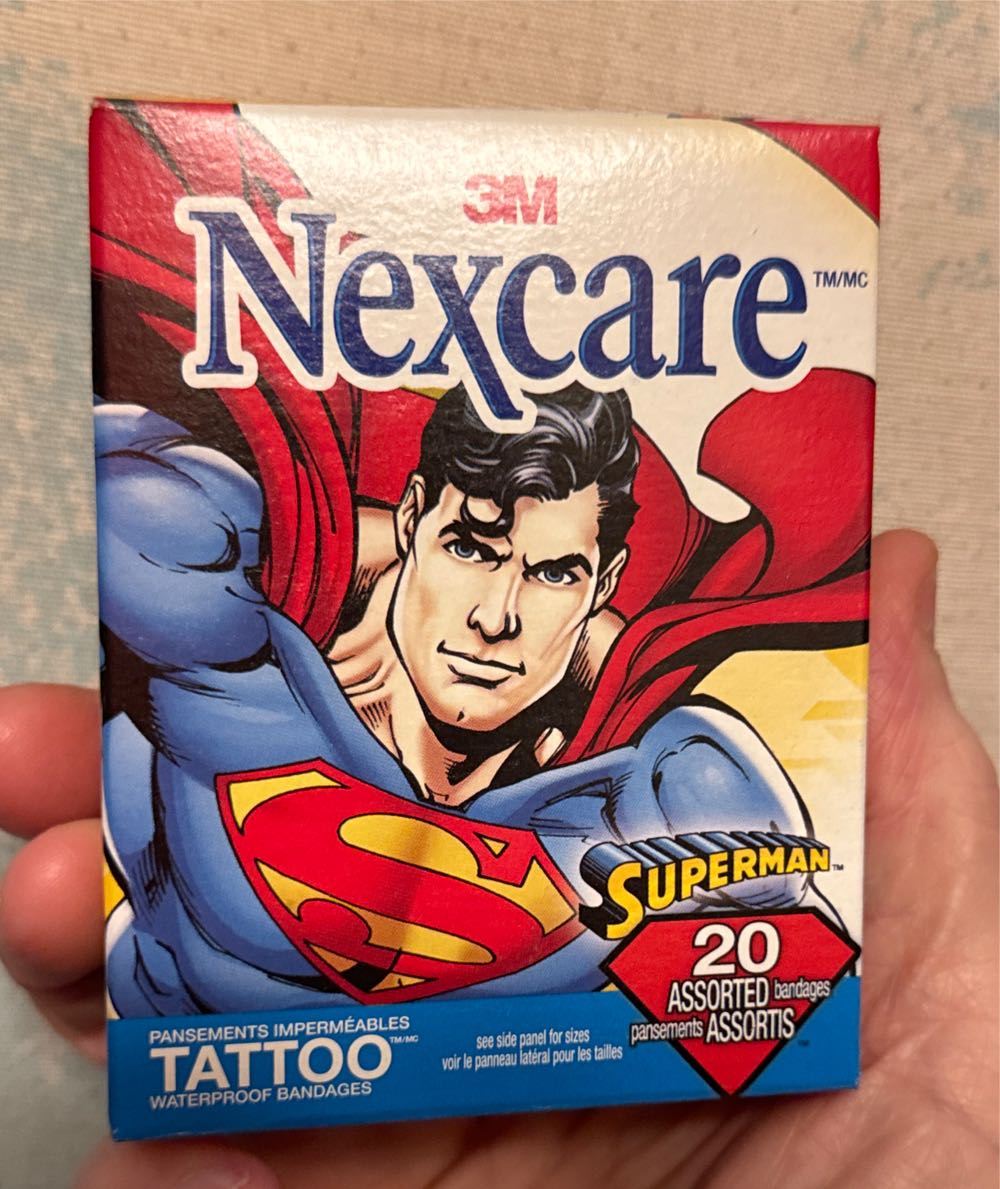 3M
Nexcare TM/MC
SUPERMAN TM
20
ASSORTED bandages
pansements ASSORTIS
PANSEMENTS IMPERMÉABLES
TATTOO TM/MC
WATERPROOF BANDAGES
see side panel for sizes
voir le panneau latéral pour les tailles